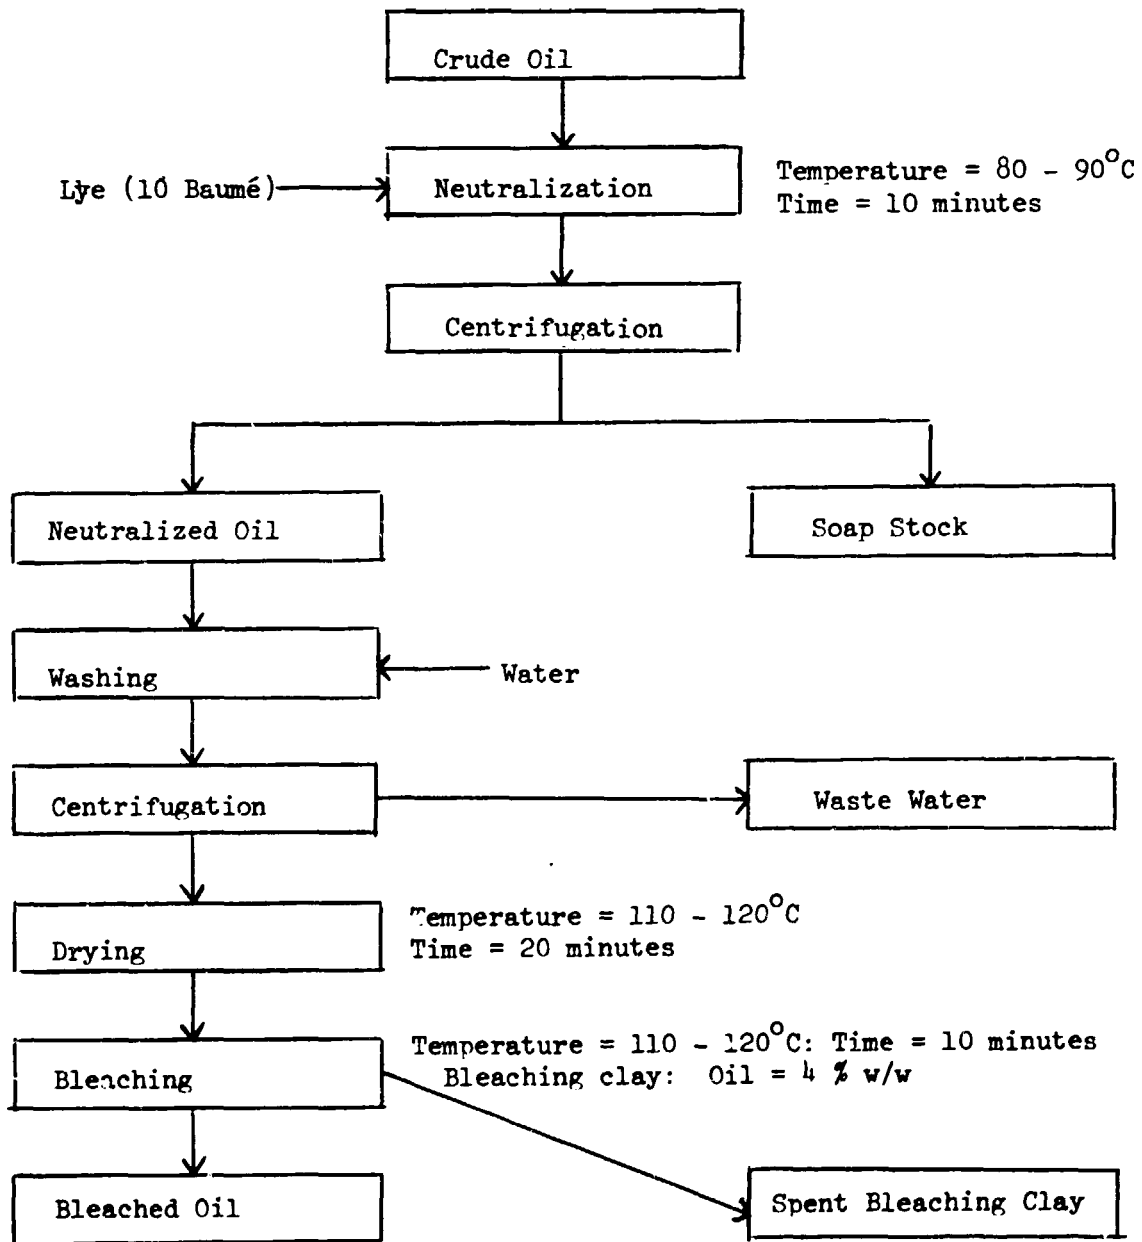 Crude Oil
Lye (10 Baumé)
Neutralization
Temperature = 80 - 90°C
Time = 10 minutes
Centrifugation
Neutralized Oil
Soap Stock
Washing
Water
Centrifugation
Waste Water
Drying
Temperature = 110 - 120°C
Time = 20 minutes
Bleaching
Temperature = 110 - 120°C: Time = 10 minutes
Bleaching clay: Oil = 4 % w/w
Bleached Oil
Spent Bleaching Clay